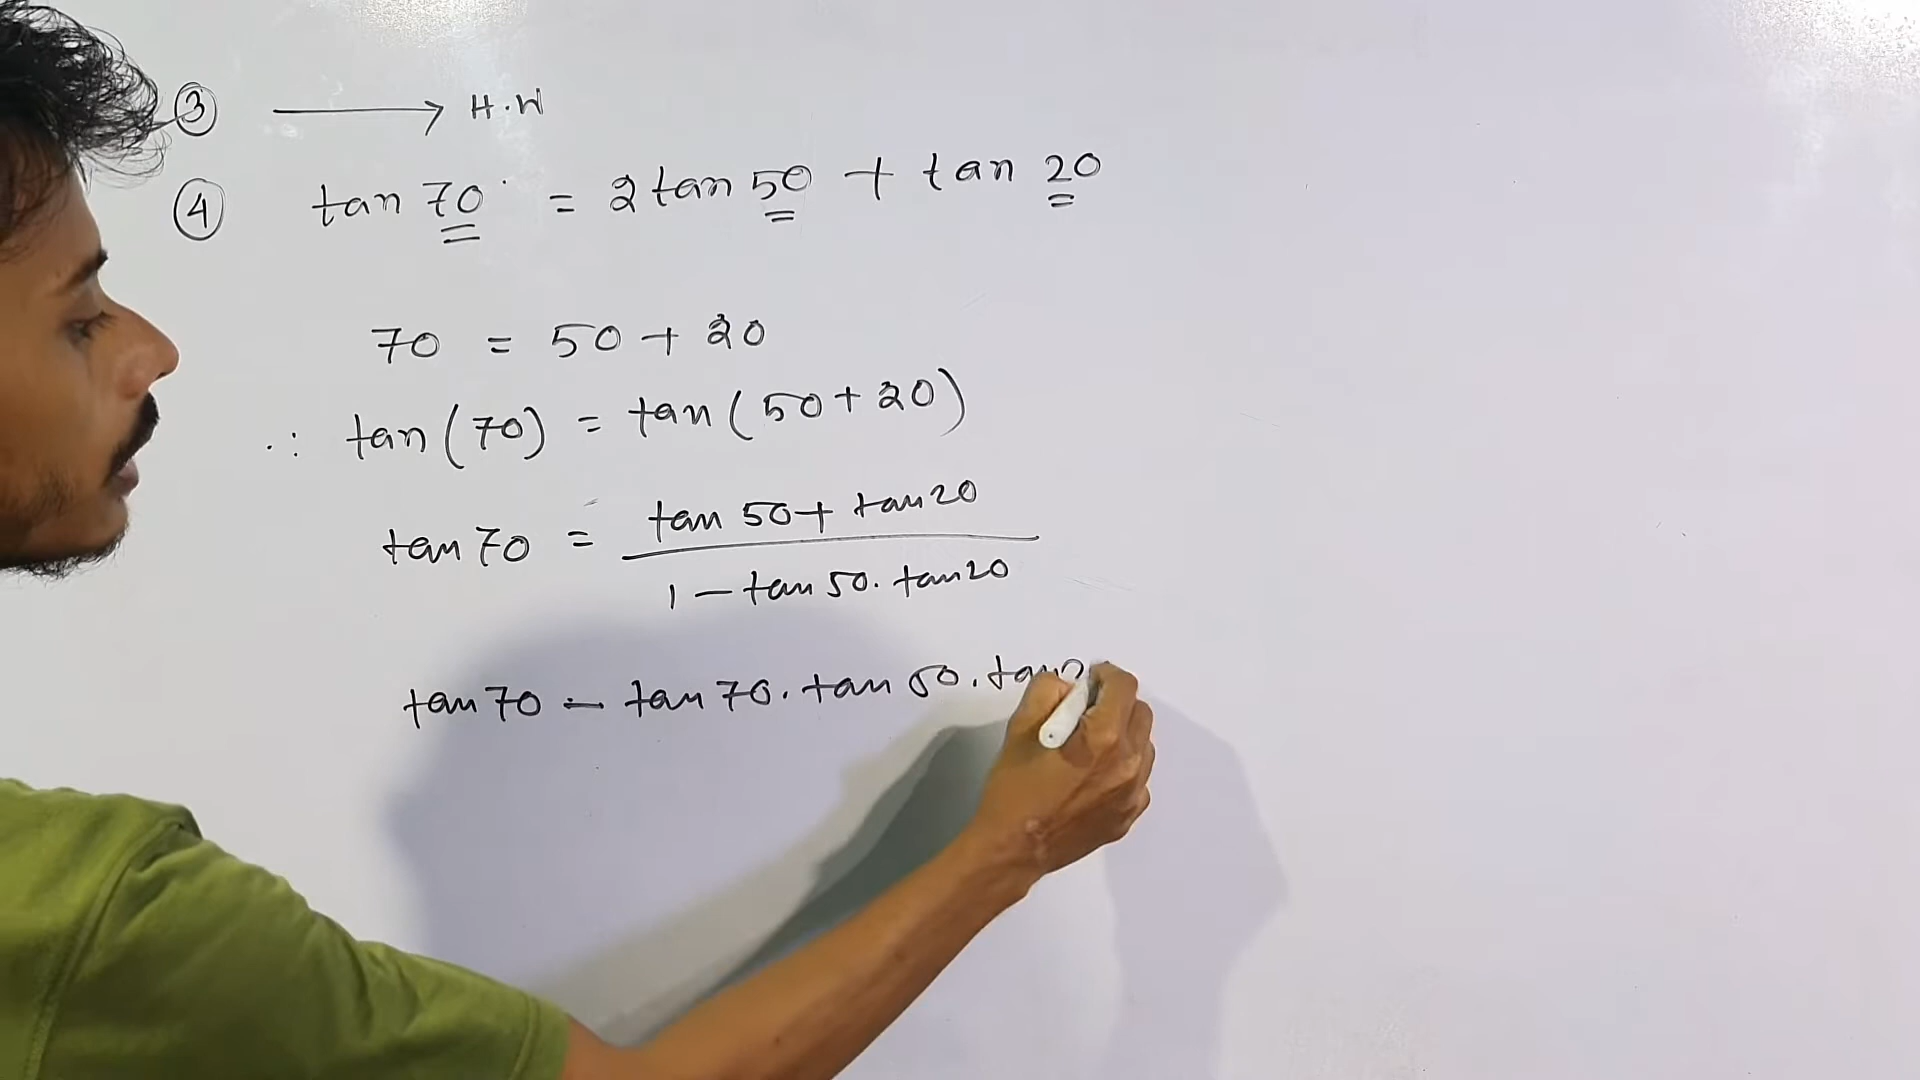 ③ ⟶ H.W
④ tan 70° = 2 tan 50 + tan 20
70 = 50 + 20
∴ tan (70) = tan (50 + 20)
tan 70 = tan 50 + tan 20
1 - tan 50 . tan 20
tan 70 - tan 70 . tan 50 . tan